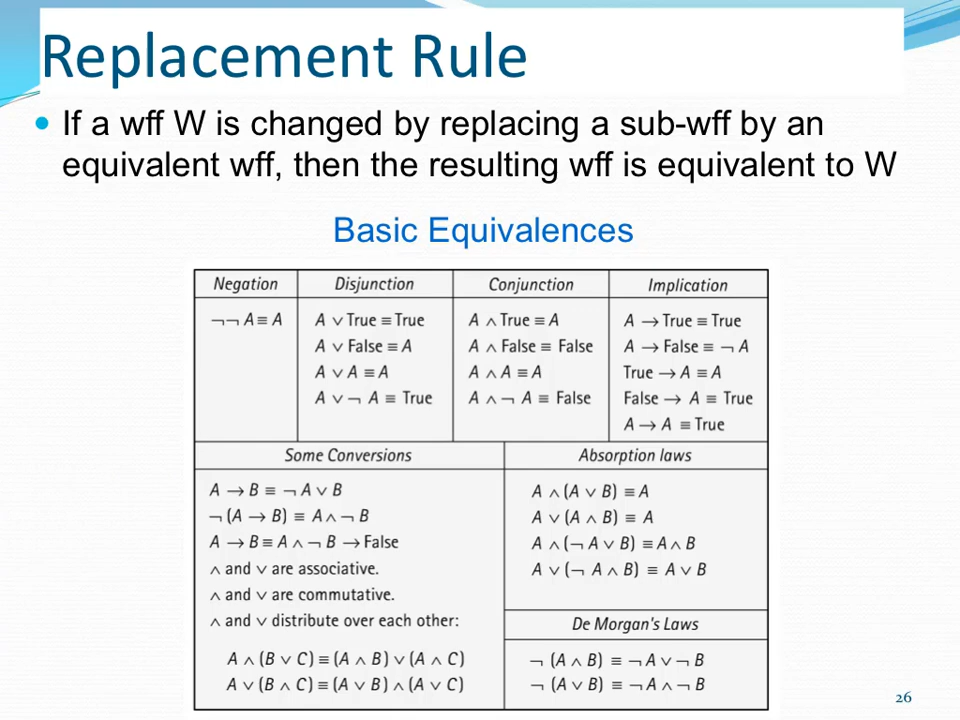 Replacement Rule
If a wff W is changed by replacing a sub-wff by an
equivalent wff, then the resulting wff is equivalent to W
Basic Equivalences
Negation
¬¬ A ≡ A
Disjunction
A ∨ True ≡ True
A ∨ False ≡ A
A ∨ A ≡ A
A ∨ ¬ A ≡ True
Conjunction
A ∧ True ≡ A
A ∧ False ≡ False
A ∧ A ≡ A
A ∧ ¬ A ≡ False
Implication
A → True ≡ True
A → False ≡ ¬ A
True → A ≡ A
False → A ≡ True
A → A ≡ True
Some Conversions
A → B ≡ ¬ A ∨ B
¬ (A → B) ≡ A ∧ ¬ B
A → B ≡ A ∧ ¬ B → False
∧ and ∨ are associative.
∧ and ∨ are commutative.
∧ and ∨ distribute over each other:
A ∧ (B ∨ C) ≡ (A ∧ B) ∨ (A ∧ C)
A ∨ (B ∧ C) ≡ (A ∨ B) ∧ (A ∨ C)
Absorption laws
A ∧ (A ∨ B) ≡ A
A ∨ (A ∧ B) ≡ A
A ∧ (¬ A ∨ B) ≡ A ∧ B
A ∨ (¬ A ∧ B) ≡ A ∨ B
De Morgan's Laws
¬ (A ∧ B) ≡ ¬ A ∨ ¬ B
¬ (A ∨ B) ≡ ¬ A ∧ ¬ B
26